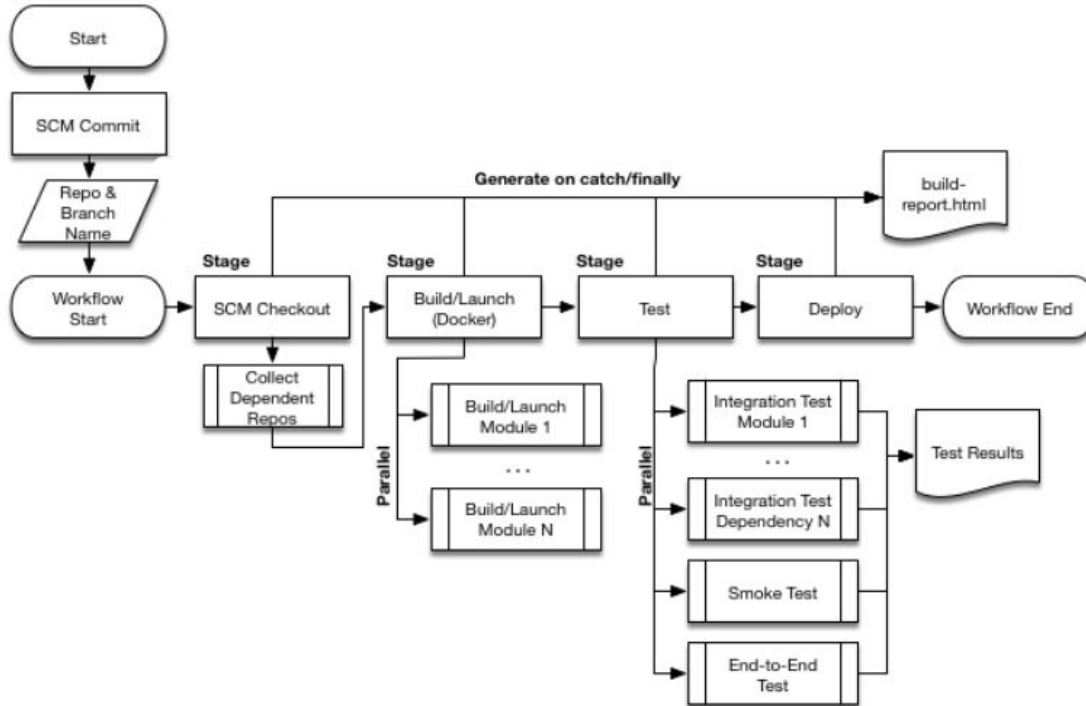 Start
SCM Commit
Repo &
Branch
Name
Workflow
Start
Generate on catch/finally
build-
report.html
Stage
SCM Checkout
Collect
Dependent
Repos
Stage
Build/Launch
(Docker)
Parallel
Build/Launch
Module 1
...
Build/Launch
Module N
Stage
Test
Parallel
Integration Test
Module 1
...
Integration Test
Dependency N
Smoke Test
End-to-End
Test
Test Results
Stage
Deploy
Workflow End